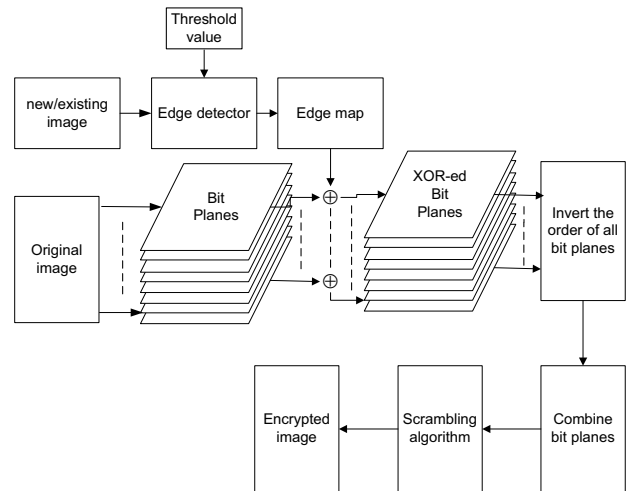 Threshold
value
new/existing
image
Edge detector
Edge map
Original
image
Bit
Planes
XOR-ed
Bit
Planes
Invert the
order of all
bit planes
Encrypted
image
Scrambling
algorithm
Combine
bit planes